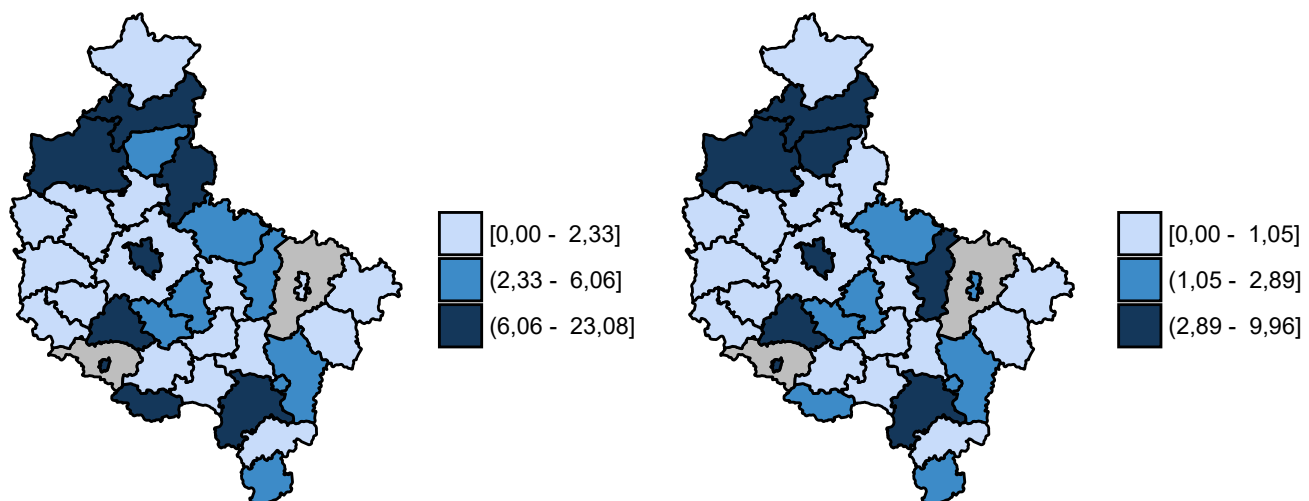 [0,00 - 2,33]
(2,33 - 6,06]
(6,06 - 23,08]
[0,00 - 1,05]
(1,05 - 2,89]
(2,89 - 9,96]